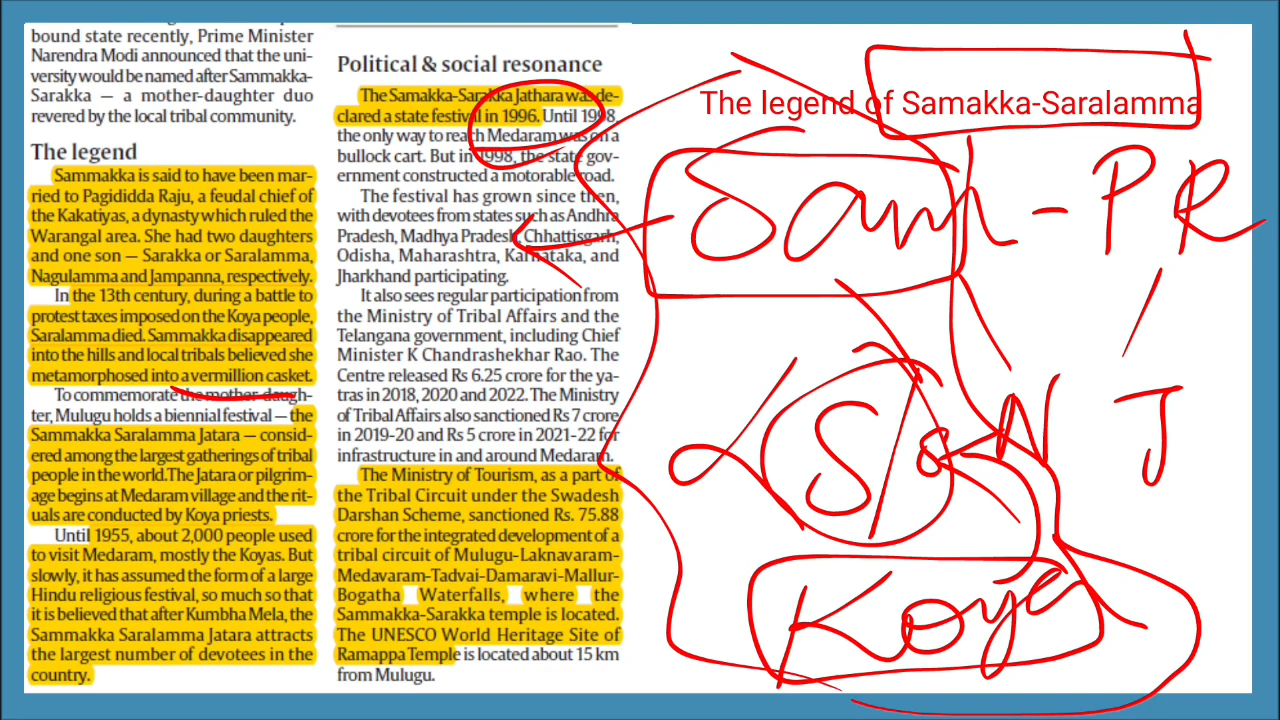 bound state recently, Prime Minister
Narendra Modi announced that the uni-
versity would be named after Sammakka-
Sarakka — a mother-daughter duo
revered by the local tribal community.
The legend
Sammakka is said to have been mar-
ried to Pagididda Raju, a feudal chief of
the Kakatiyas, a dynasty which ruled the
Warangal area. She had two daughters
and one son — Sarakka or Saralamma,
Nagulamma and Jampanna, respectively.
In the 13th century, during a battle to
protest taxes imposed on the Koya people,
Saralamma died. Sammakka disappeared
into the hills and local tribals believed she
metamorphosed into a vermillion casket.
To commemorate the mother-daugh-
ter, Mulugu holds a biennial festival — the
Sammakka Saralamma Jatara — consid-
ered among the largest gatherings of tribal
people in the world.The Jatara or pilgrim-
age begins at Medaram village and the rit-
uals are conducted by Koya priests.
Until 1955, about 2,000 people used
to visit Medaram, mostly the Koyas. But
slowly, it has assumed the form of a large
Hindu religious festival, so much so that
it is believed that after Kumbha Mela, the
Sammakka Saralamma Jatara attracts
the largest number of devotees in the
country.
Political & social resonance
The Samakka-Sarakka Jathara was de-
clared a state festival in 1996. Until 1998,
the only way to reach Medaram was on a
bullock cart. But in 1998, the state gov-
ernment constructed a motorable road.
The festival has grown since then,
with devotees from states such as Andhra
Pradesh, Madhya Pradesh, Chhattisgarh,
Odisha, Maharashtra, Karnataka, and
Jharkhand participating.
It also sees regular participation from
the Ministry of Tribal Affairs and the
Telangana government, including Chief
Minister K Chandrashekhar Rao. The
Centre released Rs 6.25 crore for the ya-
tras in 2018, 2020 and 2022. The Ministry
of Tribal Affairs also sanctioned Rs 7 crore
in 2019-20 and Rs 5 crore in 2021-22 for
infrastructure in and around Medaram.
The Ministry of Tourism, as a part of
the Tribal Circuit under the Swadesh
Darshan Scheme, sanctioned Rs. 75.88
crore for the integrated development of a
tribal circuit of Mulugu-Laknavaram-
Medavaram-Tadvai-Damaravi-Mallur-
Bogatha Waterfalls, where the
Sammakka-Sarakka temple is located.
The UNESCO World Heritage Site of
Ramappa Temple is located about 15 km
from Mulugu.
The legend of Samakka-Saralamma
Sam - PR
S N J
Koya